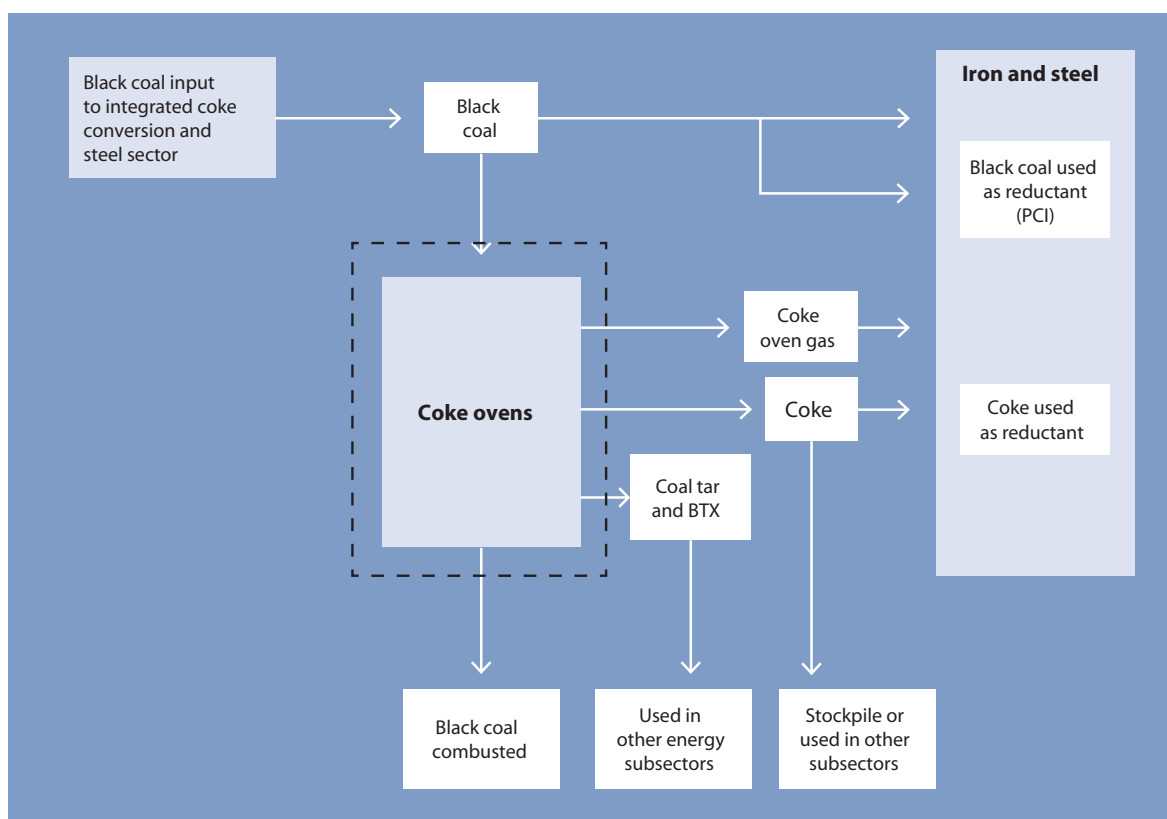 Black coal input
to integrated coke
conversion and
steel sector
Black
coal
Iron and steel
Black coal used
as reductant
(PCI)
Coke ovens
Coke
oven gas
Coke
Coke used
as reductant
Coal tar
and BTX
Black coal
combusted
Used in
other energy
subsectors
Stockpile or
used in other
subsectors